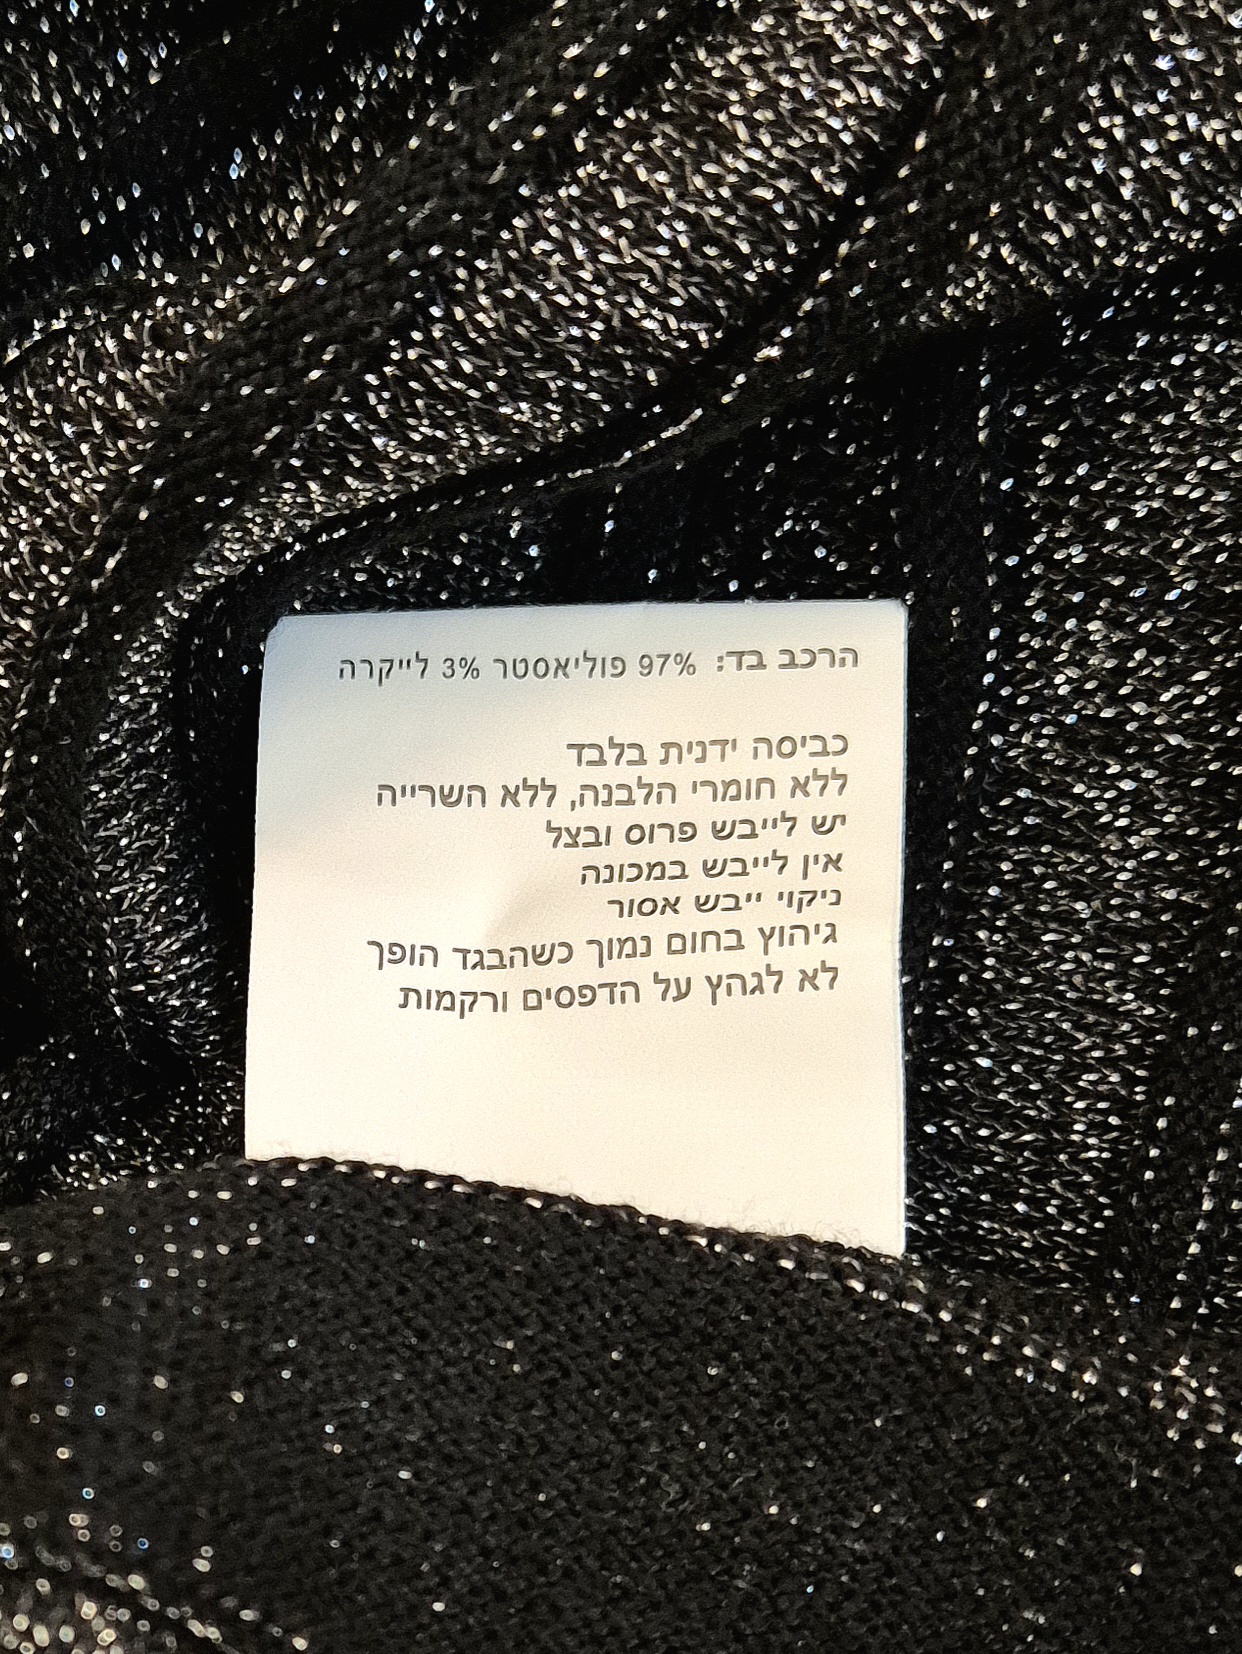 הרכב בד: 97% פוליאסטר 3% לייקרה
כביסה ידנית בלבד
ללא חומרי הלבנה, ללא השרייה
יש לייבש פרוס ובצל
אין לייבש במכונה
ניקוי ייבש אסור
גיהוץ בחום נמוך כשהבגד הופך
לא לגהץ על הדפסים ורקמות